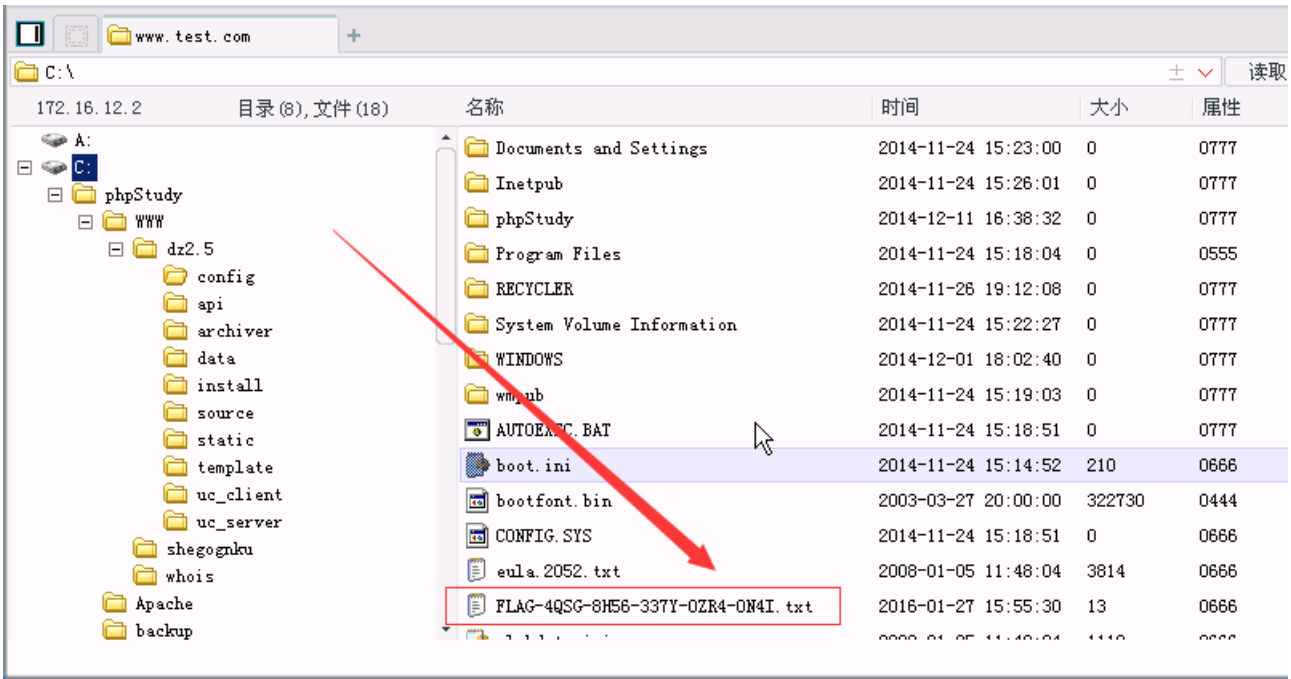 www.test.com +
C:\ 读取
172.16.12.2 目录(8),文件(18) 名称 时间 大小 属性
A:
C:
phpStudy
WWW
dz2.5
config
api
archiver
data
install
source
static
template
uc_client
uc_server
shegognku
whois
Apache
backup
Documents and Settings 2014-11-24 15:23:00 0 0777
Inetpub 2014-11-24 15:26:01 0 0777
phpStudy 2014-12-11 16:38:32 0 0777
Program Files 2014-11-24 15:18:04 0 0555
RECYCLER 2014-11-26 19:12:08 0 0777
System Volume Information 2014-11-24 15:22:27 0 0777
WINDOWS 2014-12-01 18:02:40 0 0777
wmpub 2014-11-24 15:19:03 0 0777
AUTOEXEC.BAT 2014-11-24 15:18:51 0 0777
boot.ini 2014-11-24 15:14:52 210 0666
bootfont.bin 2003-03-27 20:00:00 322730 0444
CONFIG.SYS 2014-11-24 15:18:51 0 0666
eula.2052.txt 2008-01-05 11:48:04 3814 0666
FLAG-4QSG-8H56-337Y-OZR4-ON4I.txt 2016-01-27 15:55:30 13 0666